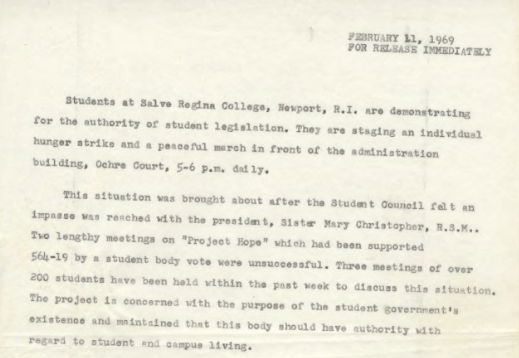 FEBRUARY 11, 1969
FOR RELEASE IMMEDIATELY
Students at Salve Regina College, Newport, R.I. are demonstrating
for the authority of student legislation. They are staging an individual
hunger strike and a peaceful march in front of the administration
building, Ochre Court, 5-6 p.m. daily.
This situation was brought about after the Student Council felt an
impasse was reached with the president, Sister Mary Christopher, R.S.M..
Two lengthy meetings on "Project Hope" which had been supported
564-19 by a student body vote were unsuccessful. Three meetings of over
200 students have been held within the past week to discuss this situation.
The project is concerned with the purpose of the student government's
existence and maintained that this body should have authority with
regard to student and campus living.